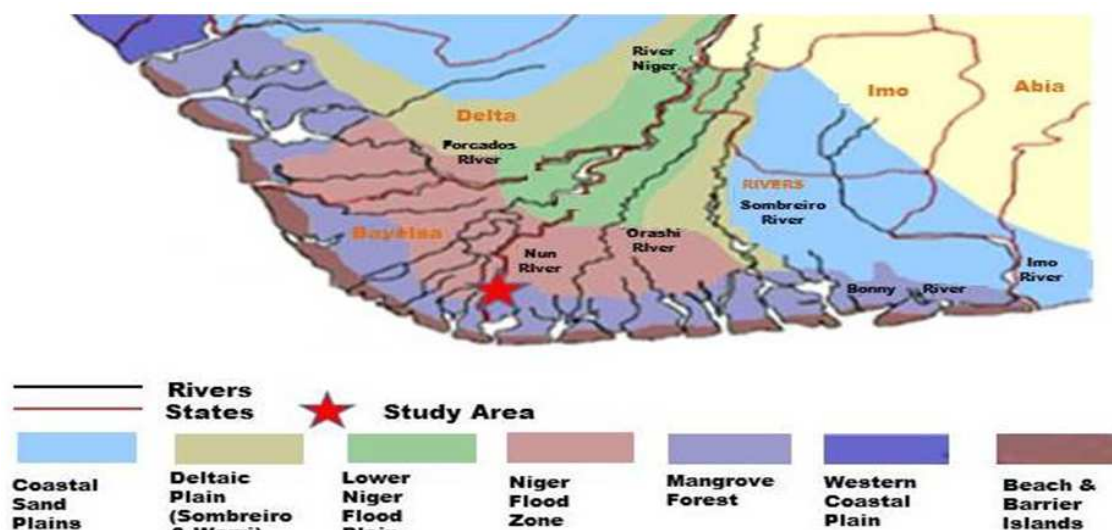 River
Niger
Imo
Abia
Delta
Forcados
River
RIVERS
Sombreiro
River
Bayelsa
Orashi
River
Nun
River
Imo
River
Bonny River
Rivers
States
Study Area
Coastal
Sand
Plains
Deltaic
Plain
(Sombreiro
Lower
Niger
Flood
Niger
Flood
Zone
Mangrove
Forest
Western
Coastal
Plain
Beach &
Barrier
Islands